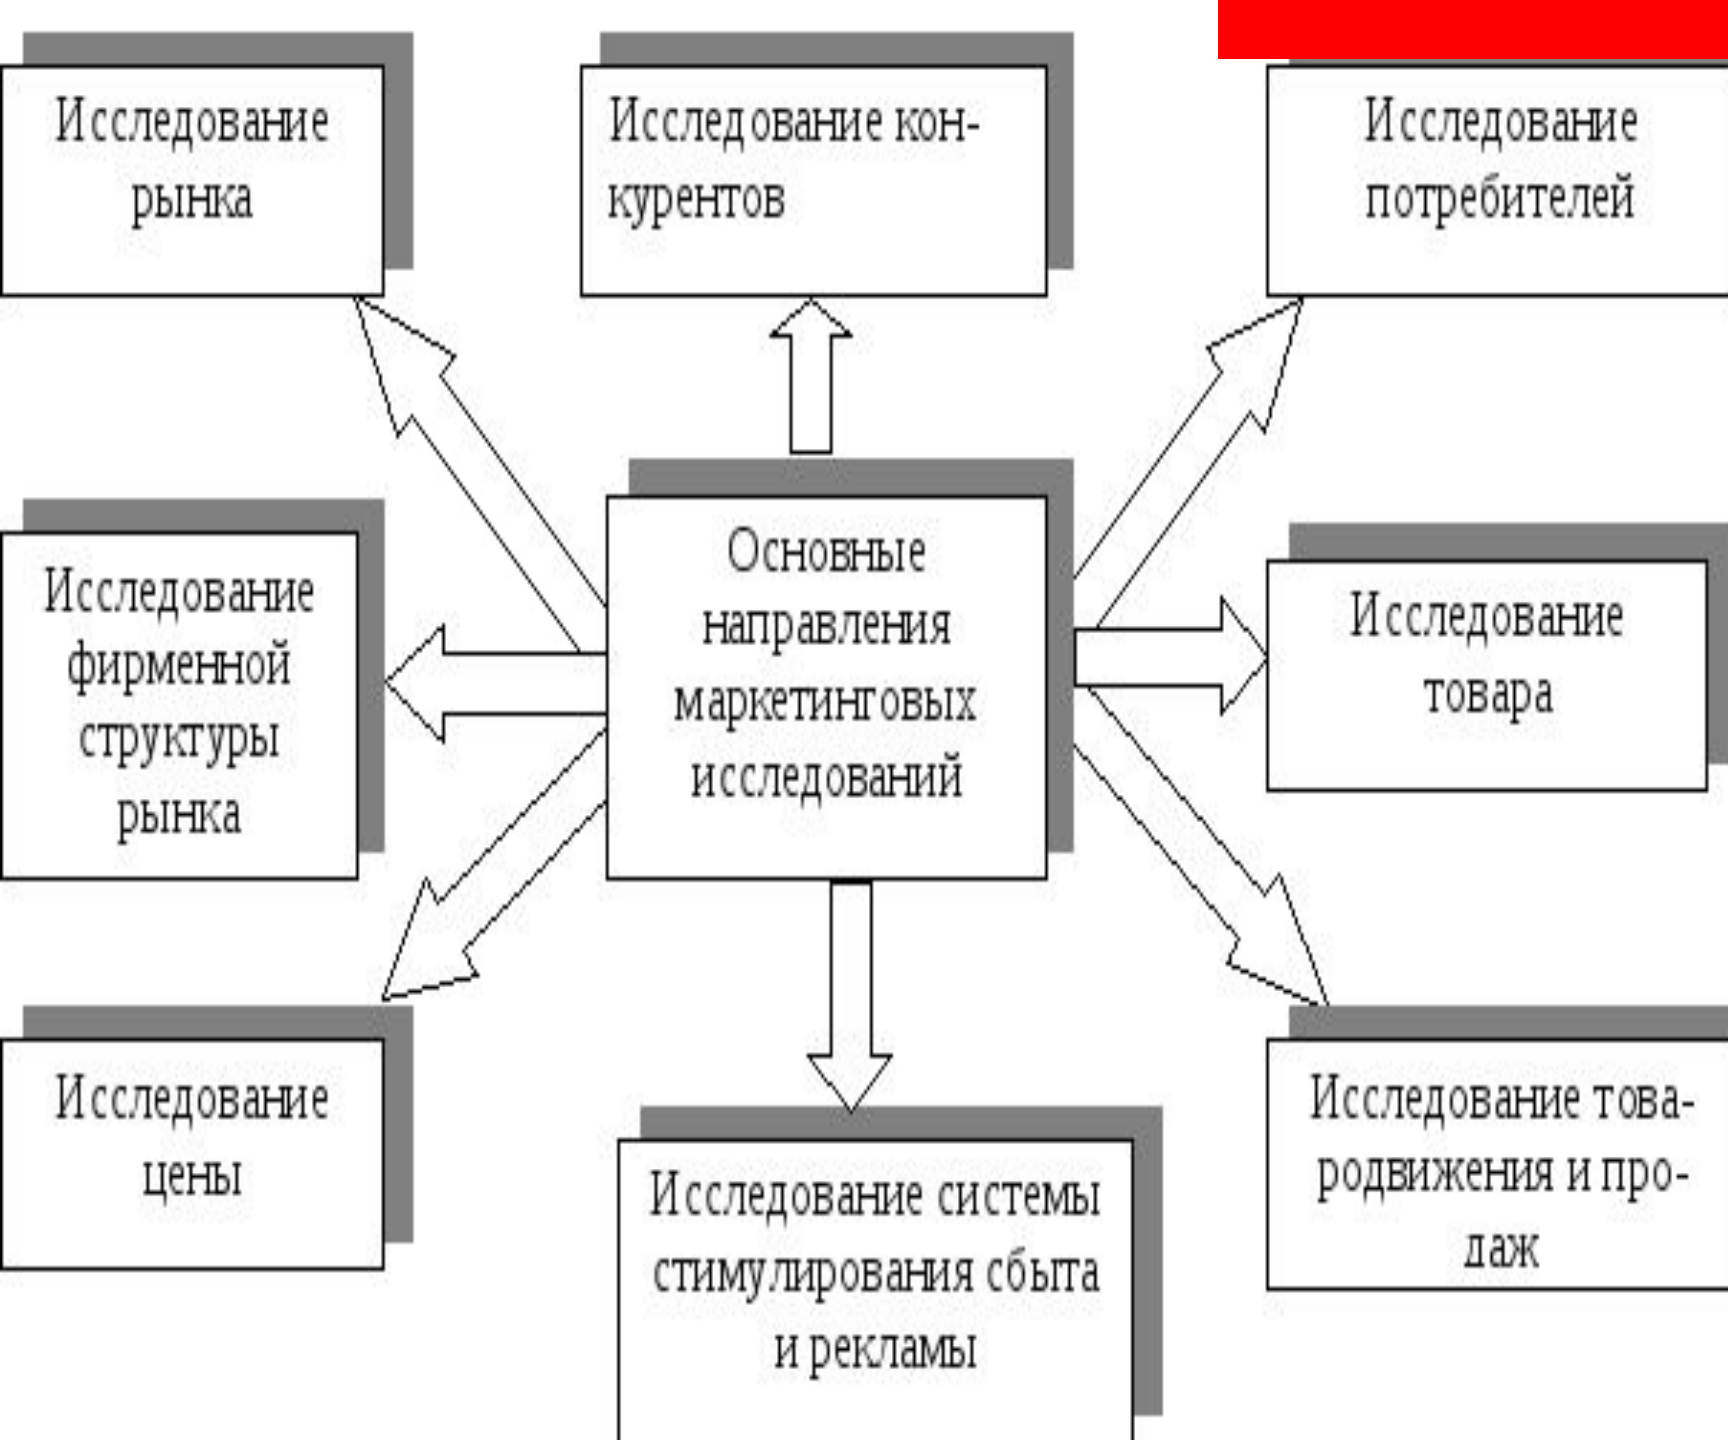 Исследование
рынка
Исследование кон-
курентов
Исследование
потребителей
Исследование
фирменной
структуры
рынка
Основные
направления
маркетинговых
исследований
Исследование
товара
Исследование
цены
Исследование системы
стимулирования сбыта
и рекламы
Исследование това-
родвижения и про-
даж